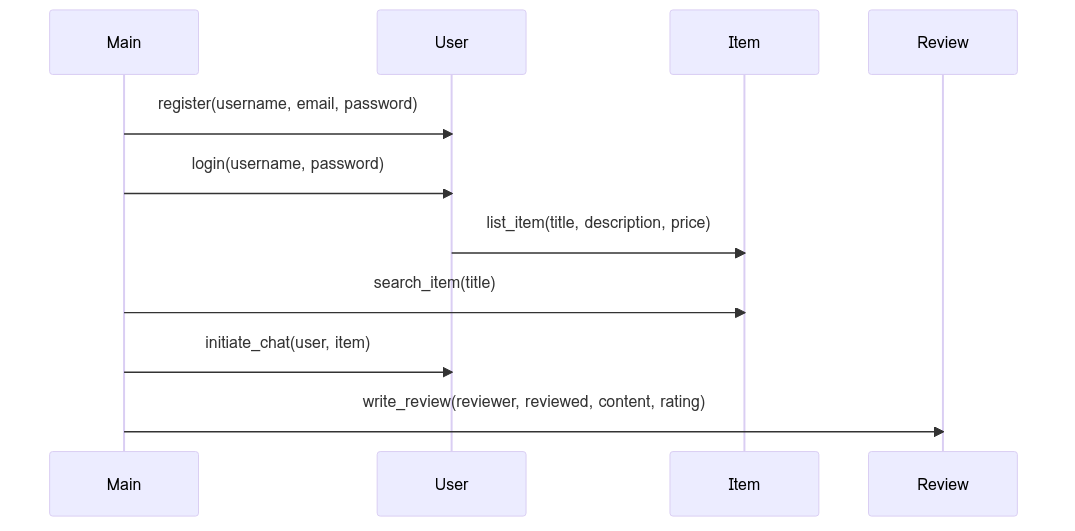 Main User Item Review
register(username, email, password)
login(username, password)
list_item(title, description, price)
search_item(title)
initiate_chat(user, item)
write_review(reviewer, reviewed, content, rating)
Main User Item Review